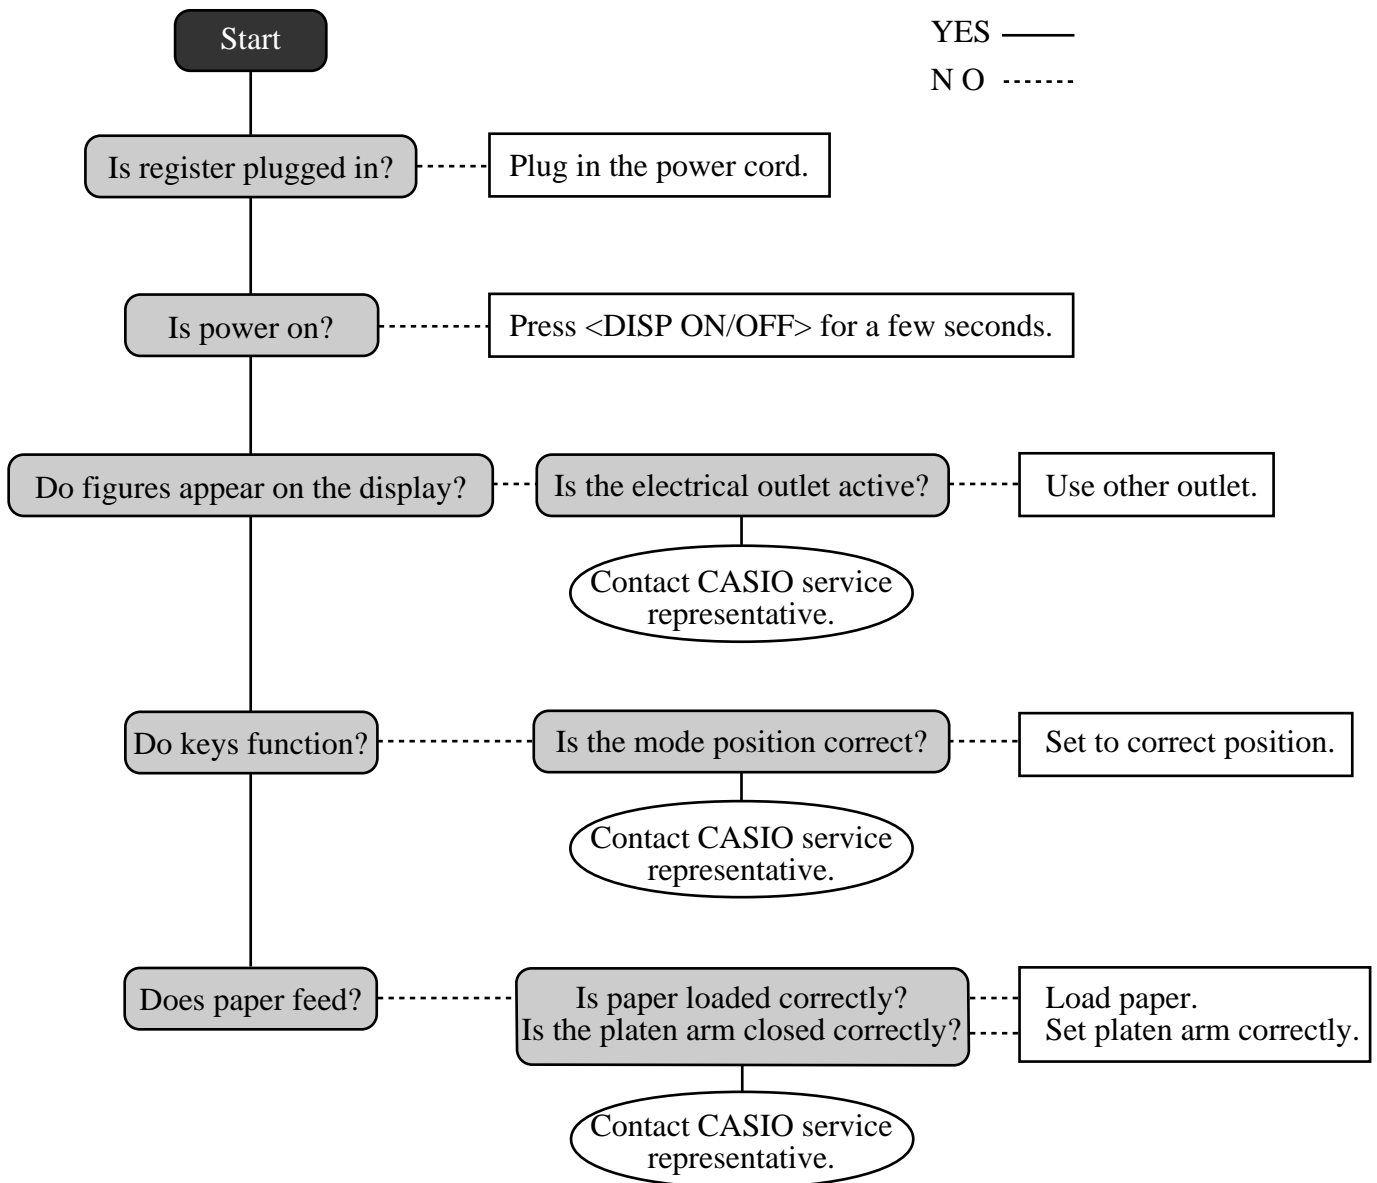 Start
YES
N O
Is register plugged in?
Plug in the power cord.
Is power on?
Press <DISP ON/OFF> for a few seconds.
Do figures appear on the display?
Is the electrical outlet active?
Use other outlet.
Contact CASIO service
representative.
Do keys function?
Is the mode position correct?
Set to correct position.
Contact CASIO service
representative.
Does paper feed?
Is paper loaded correctly?
Is the platen arm closed correctly?
Load paper.
Set platen arm correctly.
Contact CASIO service
representative.